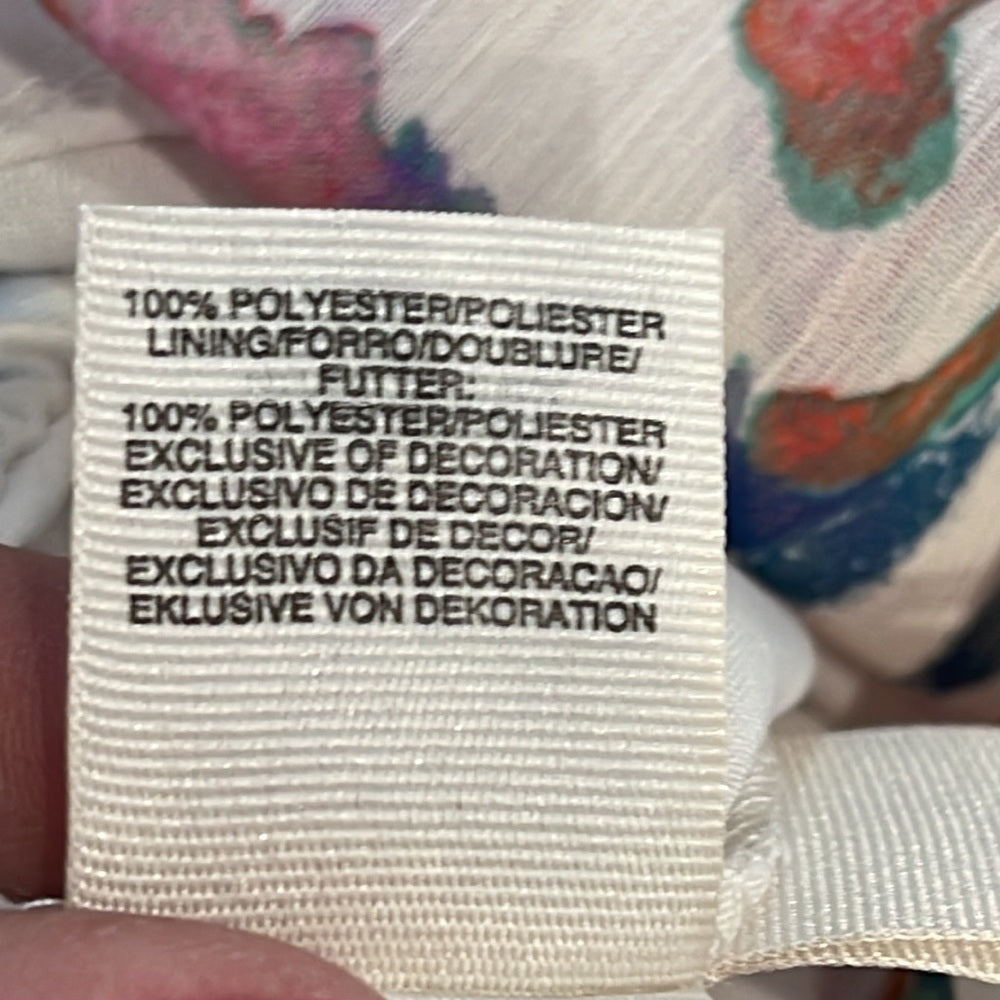 100% POLYESTER/POLIESTER
LINING/FORRO/DOUBLURE/
FUTTER:
100% POLYESTER/POLIESTER
EXCLUSIVE OF DECORATION/
EXCLUSIVO DE DECORACION/
EXCLUSIF DE DECOR/
EXCLUSIVO DA DECORACAO/
EKLUSIVE VON DEKORATION